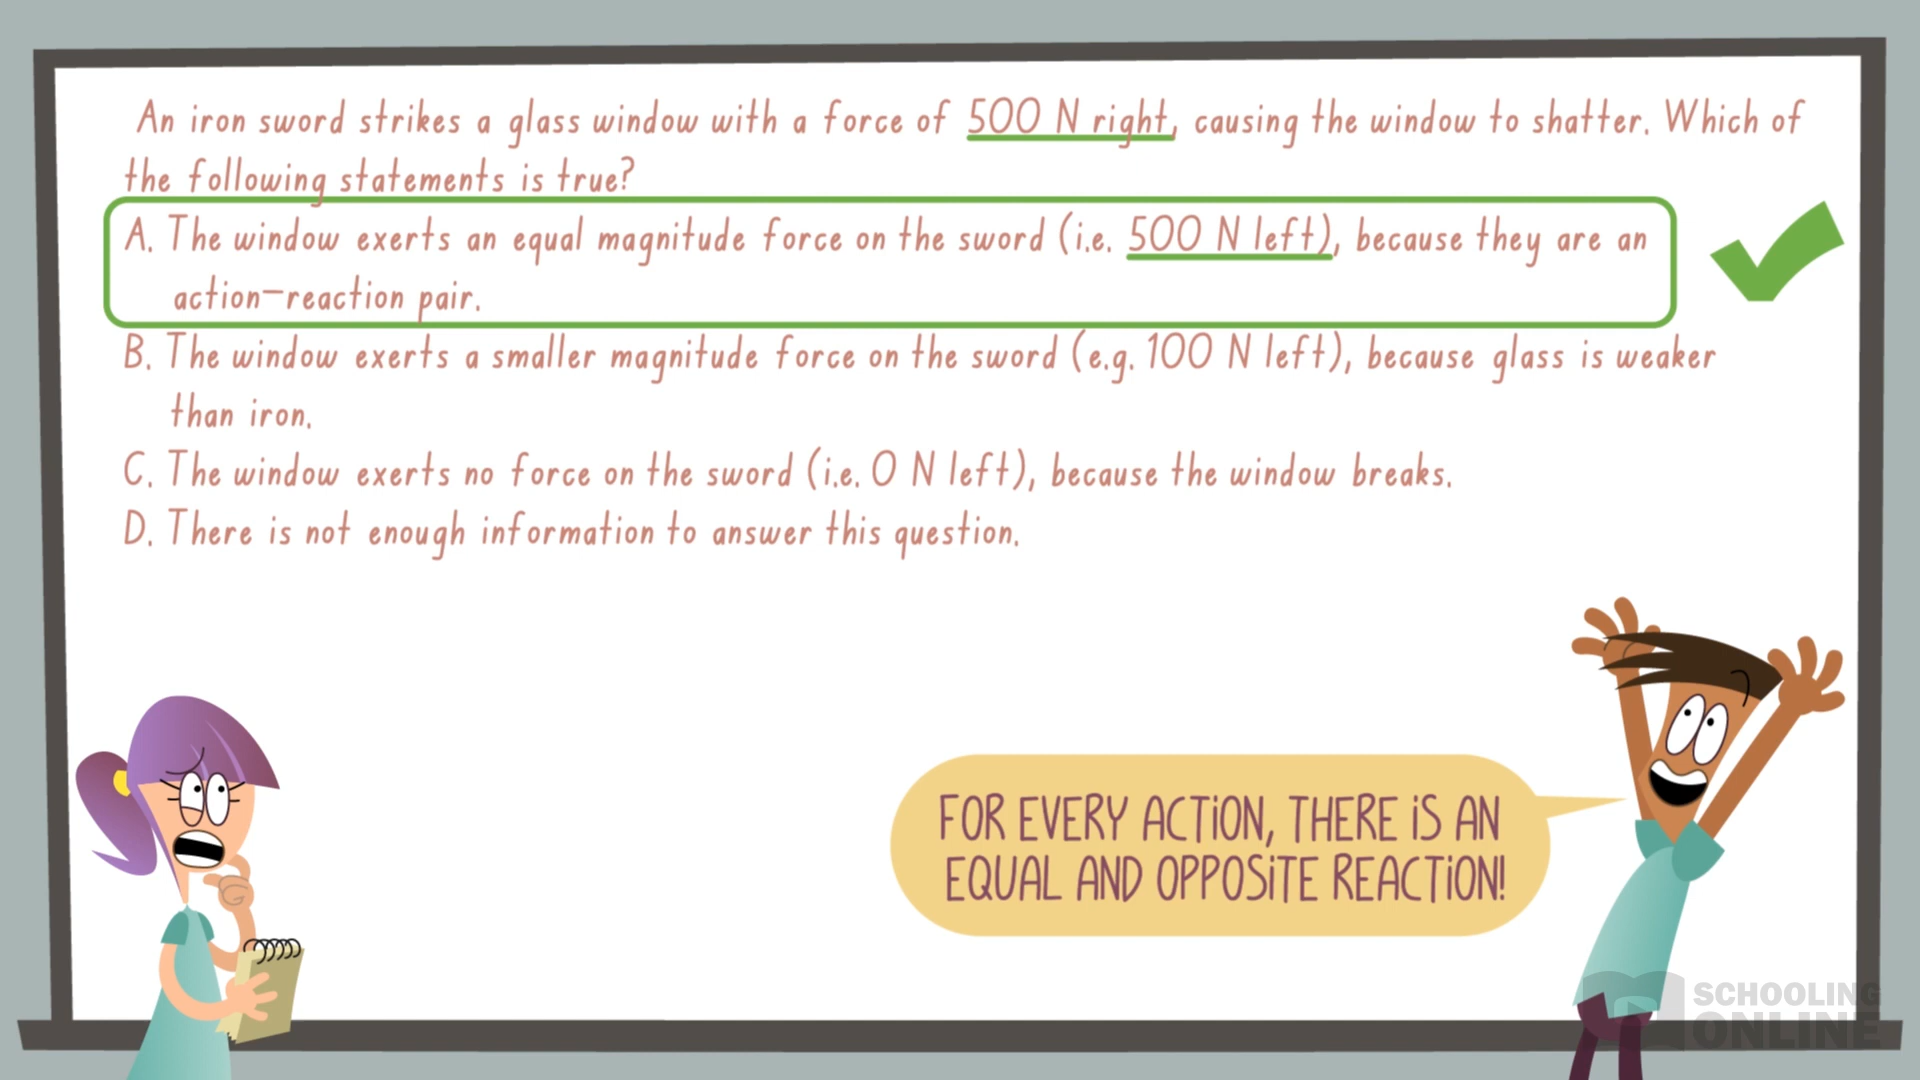 An iron sword strikes a glass window with a force of 500 N right, causing the window to shatter. Which of
the following statements is true?
A. The window exerts an equal magnitude force on the sword (i.e. 500 N left), because they are an
action-reaction pair.
B. The window exerts a smaller magnitude force on the sword (e.g. 100 N left), because glass is weaker
than iron.
C. The window exerts no force on the sword (i.e. 0 N left), because the window breaks.
D. There is not enough information to answer this question.
FOR EVERY ACTION, THERE IS AN
EQUAL AND OPPOSITE REACTION!
SCHOOLING
ONLINE